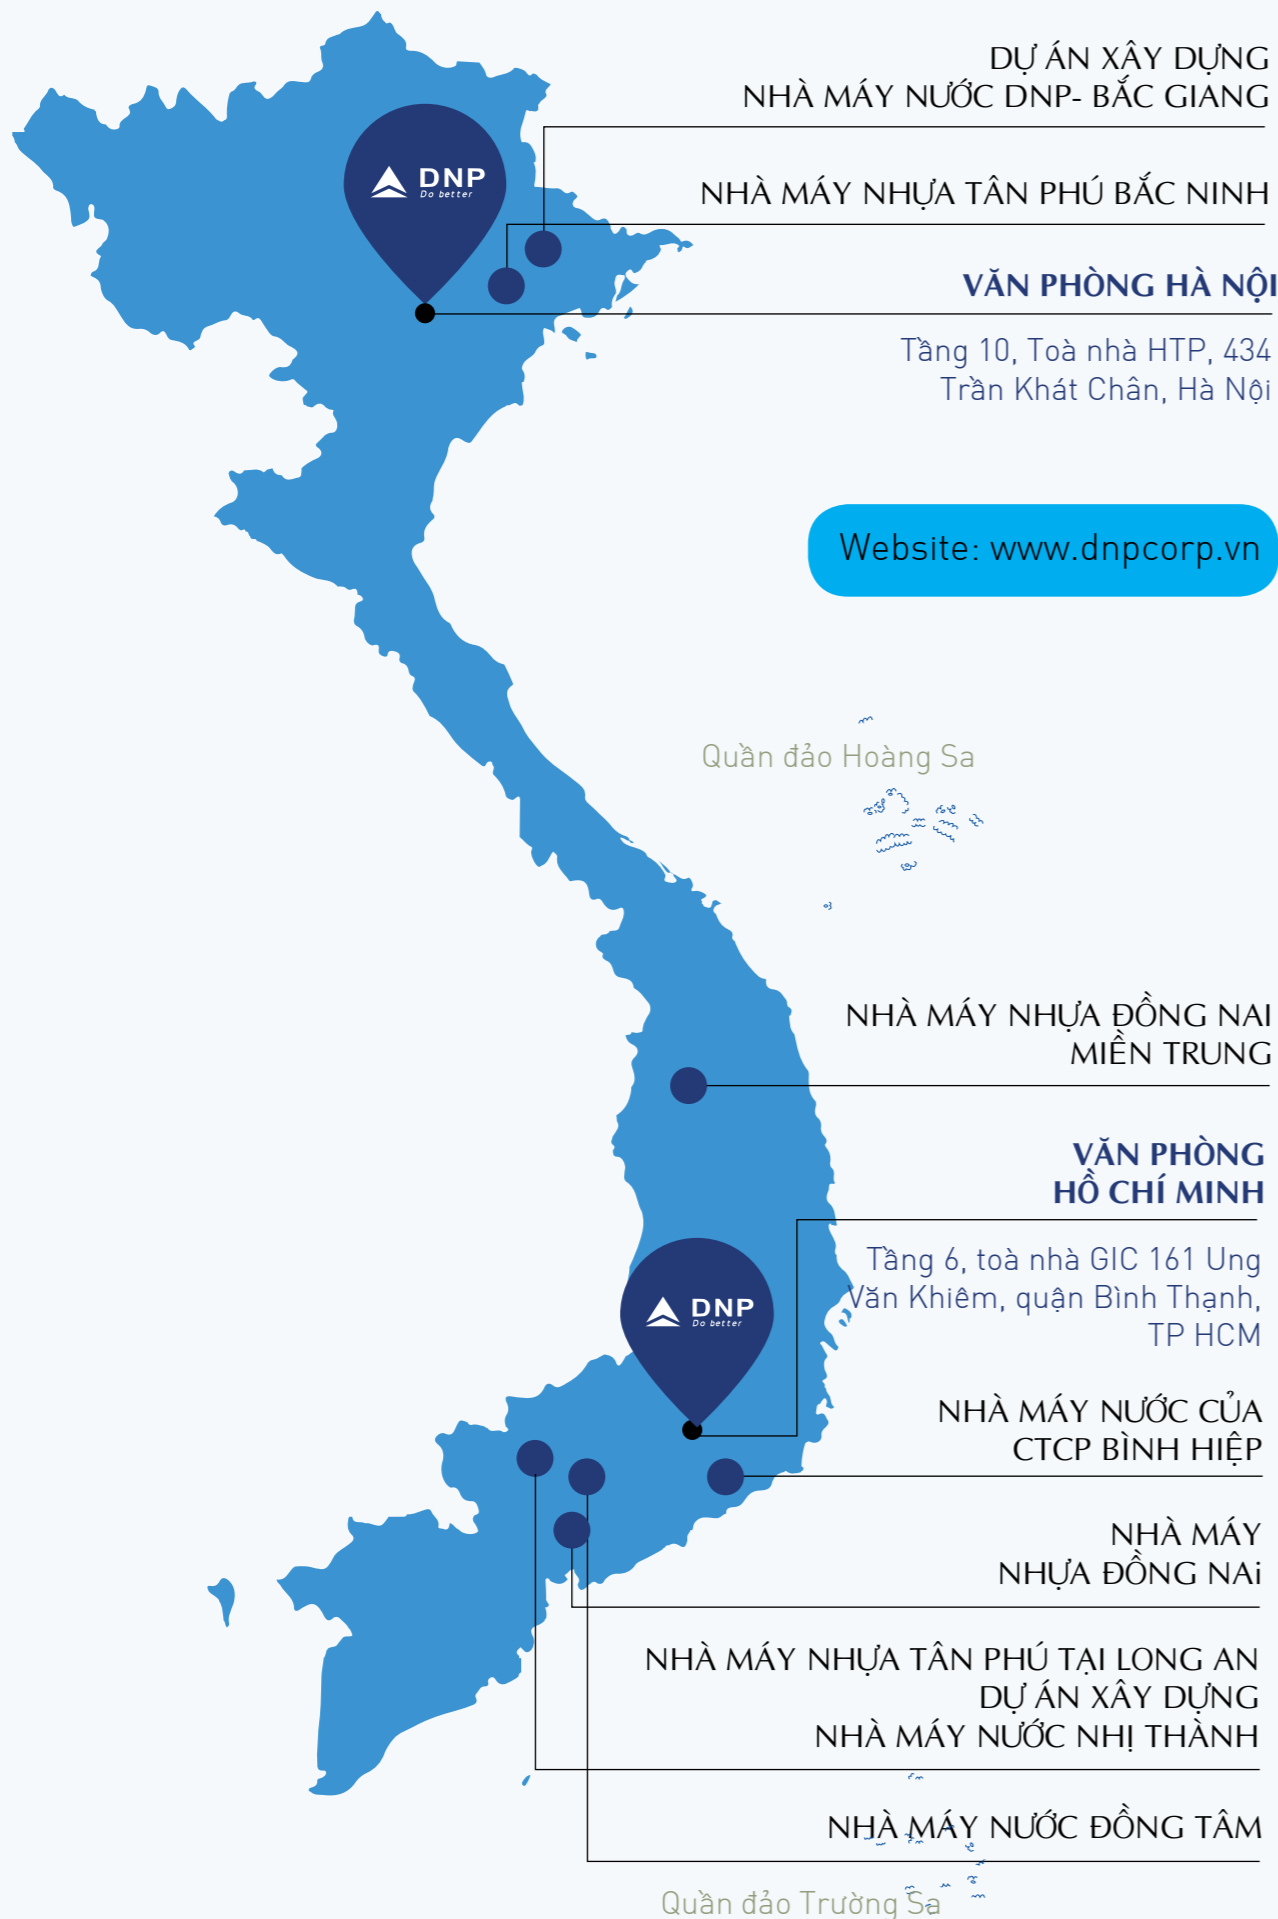 DỰ ÁN XÂY DỰNG
NHÀ MÁY NƯỚC DNP- BẮC GIANG
DNP
Do better
NHÀ MÁY NHỰA TÂN PHÚ BẮC NINH
VĂN PHÒNG HÀ NỘI
Tầng 10, Toà nhà HTP, 434
Trần Khát Chân, Hà Nội
Website: www.dnpcorp.vn
Quần đảo Hoàng Sa
NHÀ MÁY NHỰA ĐỒNG NAI
MIỀN TRUNG
VĂN PHÒNG
HỒ CHÍ MINH
Tầng 6, toà nhà GIC 161 Ung
Văn Khiêm, quận Bình Thạnh,
TP HCM
DNP
Do better
NHÀ MÁY NƯỚC CỦA
CTCP BÌNH HIỆP
NHÀ MÁY
NHỰA ĐỒNG NAi
NHÀ MÁY NHỰA TÂN PHÚ TẠI LONG AN
DỰ ÁN XÂY DỰNG
NHÀ MÁY NƯỚC NHỊ THÀNH
NHÀ MÁY NƯỚC ĐỒNG TÂM
Quần đảo Trường Sa